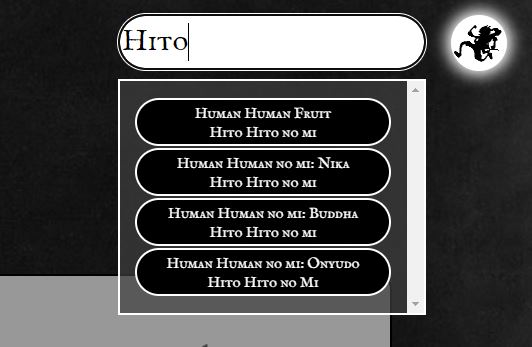 Hito
Human Human Fruit
Hito Hito no mi
Human Human no mi: Nika
Hito Hito no mi
Human Human no mi: Buddha
Hito Hito no mi
Human Human no mi: Onyudo
Hito Hito no Mi